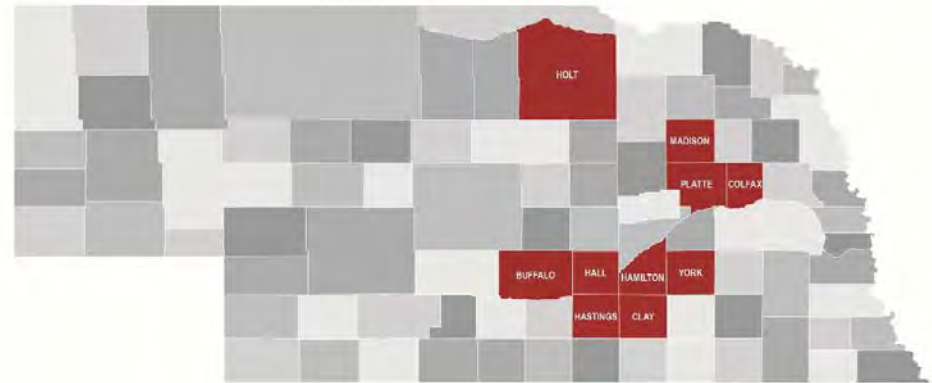 HOLT
MADISON
PLATTE COLFAX
BUFFALO HALL HAMILTON YORK
HASTINGS CLAY